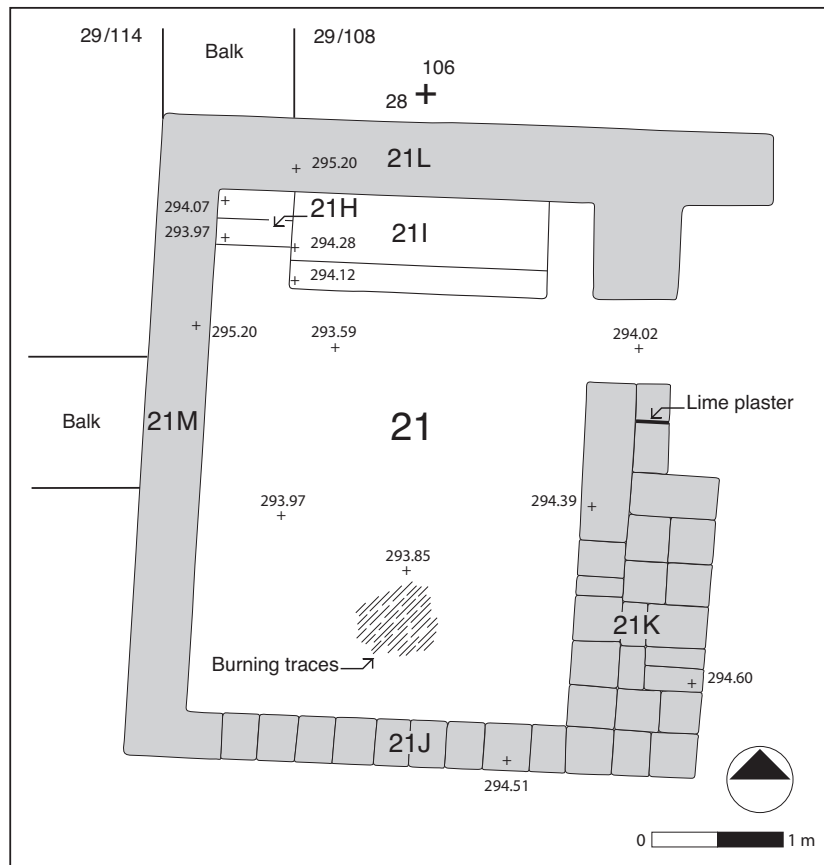 29/114
Balk
29/108
106
28
21L
295.20
294.07
21H
293.97
21I
294.28
294.12
295.20
293.59
294.02
Balk
21M
21
Lime plaster
293.97
294.39
293.85
21K
Burning traces
294.60
21J
294.51
0
1 m